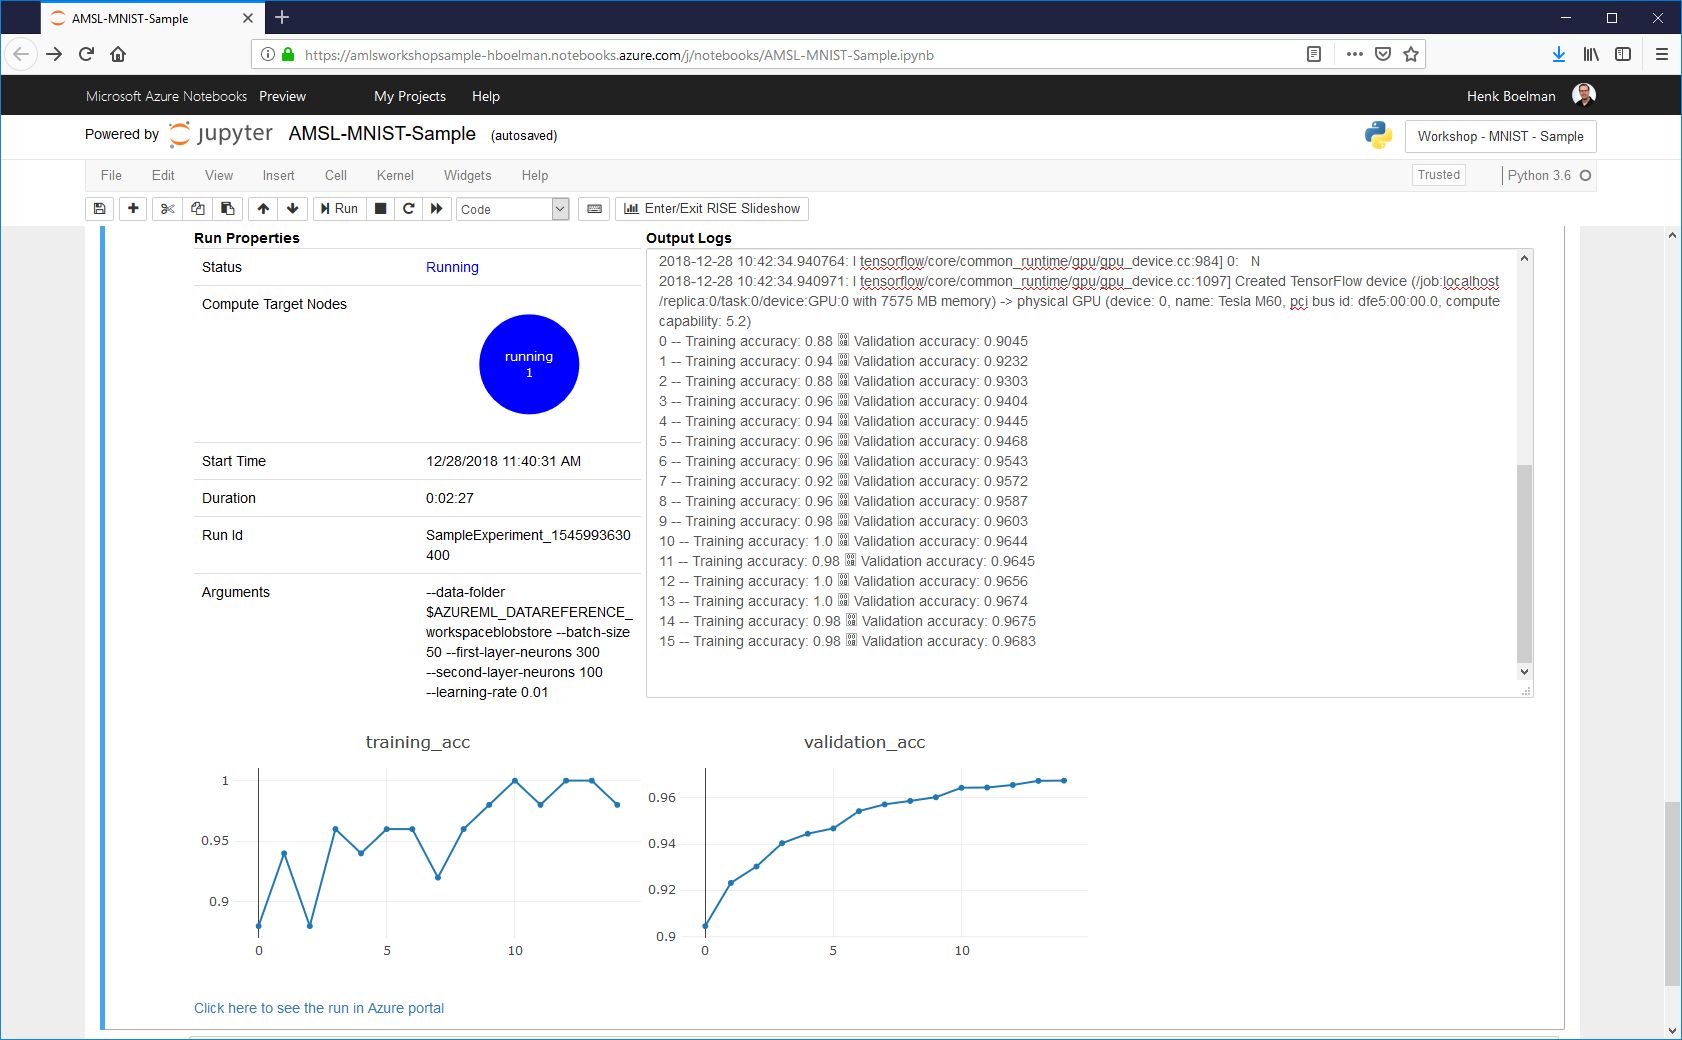 AMSL-MNIST-Sample
https://amlsworkshopsample-hboelman.notebooks.azure.com/j/notebooks/AMSL-MNIST-Sample.ipynb
Microsoft Azure Notebooks Preview My Projects Help Henk Boelman
Powered by jupyter AMSL-MNIST-Sample (autosaved) Workshop - MNIST - Sample
File Edit View Insert Cell Kernel Widgets Help Trusted Python 3.6
Run Code Enter/Exit RISE Slideshow
Run Properties
Status Running
Compute Target Nodes
running
1
Start Time 12/28/2018 11:40:31 AM
Duration 0:02:27
Run Id SampleExperiment_1545993630
400
Arguments --data-folder
$AZUREML_DATAREFERENCE_
workspaceblobstore --batch-size
50 --first-layer-neurons 300
--second-layer-neurons 100
--learning-rate 0.01
Output Logs
2018-12-28 10:42:34.940764: I tensorflow/core/common_runtime/gpu/gpu_device.cc:984] 0: N
2018-12-28 10:42:34.940971: I tensorflow/core/common_runtime/gpu/gpu_device.cc:1097] Created TensorFlow device (/job:localhost
/replica:0/task:0/device:GPU:0 with 7575 MB memory) -> physical GPU (device: 0, name: Tesla M60, pci bus id: dfe5:00:00.0, compute
capability: 5.2)
0 -- Training accuracy: 0.88 Validation accuracy: 0.9045
1 -- Training accuracy: 0.94 Validation accuracy: 0.9232
2 -- Training accuracy: 0.88 Validation accuracy: 0.9303
3 -- Training accuracy: 0.96 Validation accuracy: 0.9404
4 -- Training accuracy: 0.94 Validation accuracy: 0.9445
5 -- Training accuracy: 0.96 Validation accuracy: 0.9468
6 -- Training accuracy: 0.96 Validation accuracy: 0.9543
7 -- Training accuracy: 0.92 Validation accuracy: 0.9572
8 -- Training accuracy: 0.96 Validation accuracy: 0.9587
9 -- Training accuracy: 0.98 Validation accuracy: 0.9603
10 -- Training accuracy: 1.0 Validation accuracy: 0.9644
11 -- Training accuracy: 0.98 Validation accuracy: 0.9645
12 -- Training accuracy: 1.0 Validation accuracy: 0.9656
13 -- Training accuracy: 1.0 Validation accuracy: 0.9674
14 -- Training accuracy: 0.98 Validation accuracy: 0.9675
15 -- Training accuracy: 0.98 Validation accuracy: 0.9683
training_acc
1
0.95
0.9
0 5 10
validation_acc
0.96
0.94
0.92
0.9
0 5 10
Click here to see the run in Azure portal